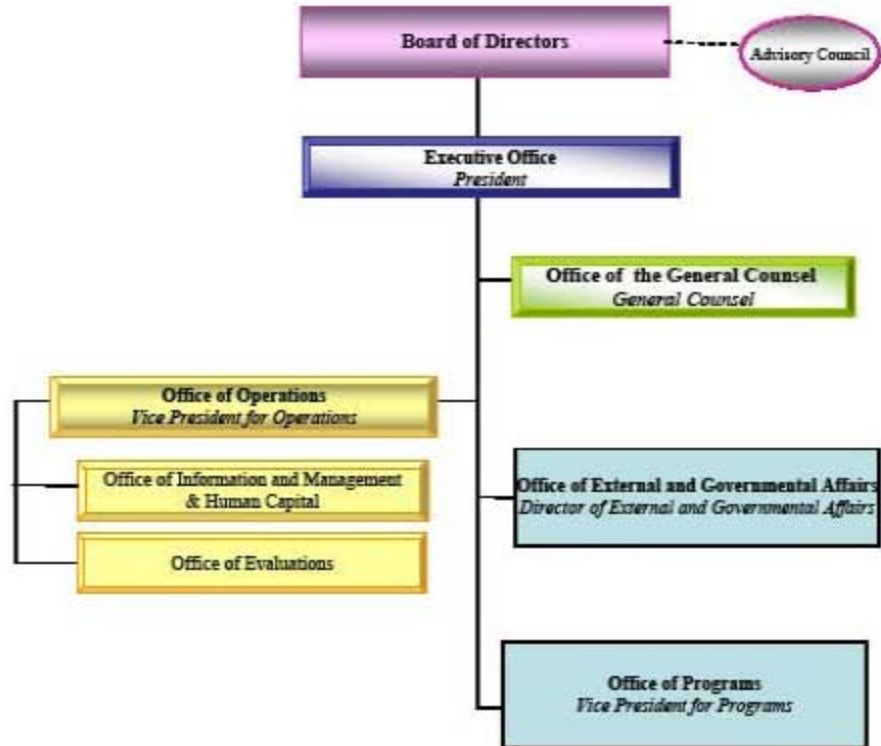 Board of Directors
Advisory Council
Executive Office
President
Office of the General Counsel
General Counsel
Office of Operations
Vice President for Operations
Office of Information and Management
& Human Capital
Office of External and Governmental Affairs
Director of External and Governmental Affairs
Office of Evaluations
Office of Programs
Vice President for Programs